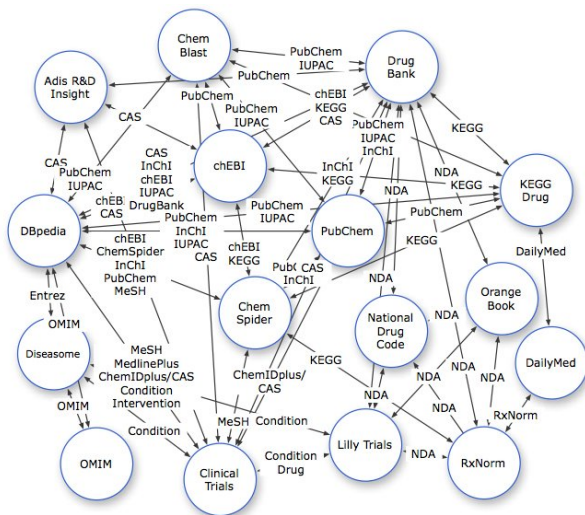 Chem
Blast
Drug
Bank
PubChem
IUPAC
Adis R&D
Insight
PubChem
PubChem
chEBI
KEGG
CAS
PubChem
IUPAC
PubChem
IUPAC
InChI
KEGG
CAS
CAS
PubChem
IUPAC
CAS
InChI
chEBI
IUPAC
DrugBank
chEBI
InChI
KEGG
NDA
NDA
KEGG
KEGG
Drug
CAS
DBpedia
PubChem
InChI
IUPAC
CAS
PubChem
IUPAC
PubChem
PubChem
KEGG
DailyMed
chEBI
ChemSpider
InChI
PubChem
MeSH
chEBI
KEGG
CAS
InChI
NDA
Entrez
OMIM
Chem
Spider
Orange
Book
National
Drug
Code
NDA
Diseasome
DailyMed
MeSH
MedlinePlus
ChemIDplus/CAS
Condition
Intervention
ChemIDplus/
CAS
KEGG
NDA
NDA
NDA
RxNorm
OMIM
Condition
MeSH
Condition
OMIM
Clinical
Trials
Condition
Drug
Lilly Trials
NDA
RxNorm